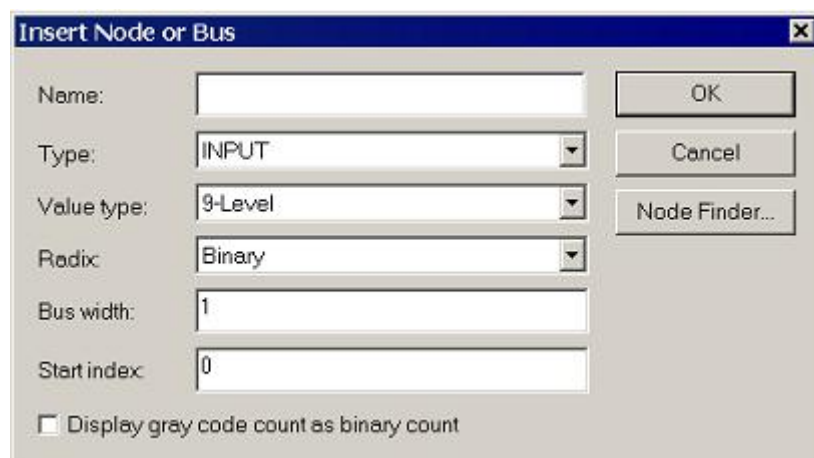 Insert Node or Bus
Name:
OK
Type:
INPUT
Cancel
Value type:
9-Level
Node Finder...
Radix:
Binary
Bus width:
1
Start index:
0
Display gray code count as binary count